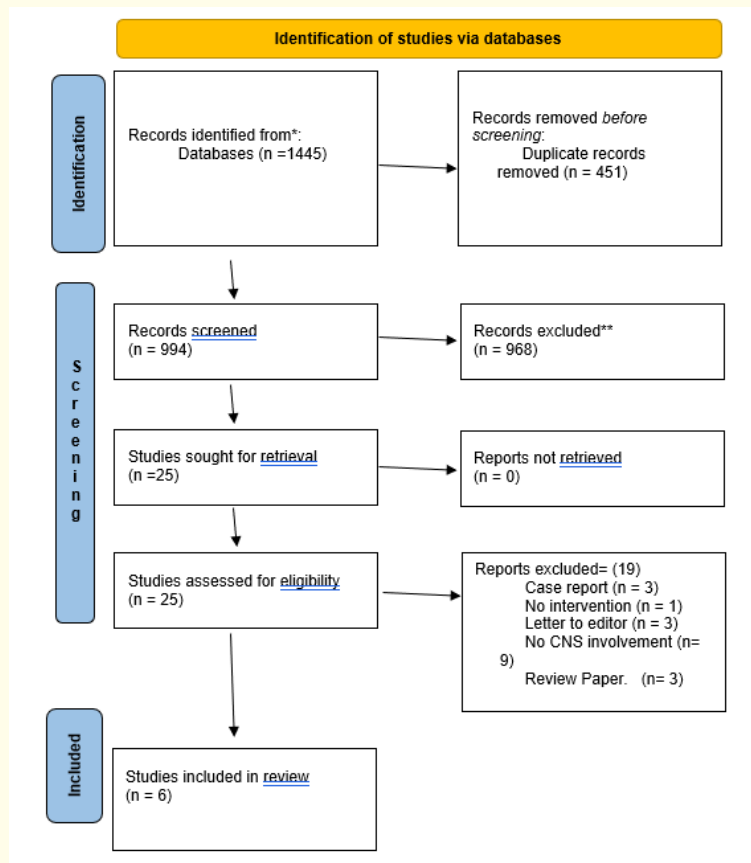 Identification of studies via databases
Identification
Records identified from*:
Databases (n =1445)
Records removed before
screening:
Duplicate records
removed (n = 451)
Screening
Records screened
(n = 994)
Records excluded**
(n = 968)
Studies sought for retrieval
(n =25)
Reports not retrieved
(n = 0)
Studies assessed for eligibility
(n = 25)
Reports excluded= (19)
Case report (n = 3)
No intervention (n = 1)
Letter to editor (n = 3)
No CNS involvement (n=
9)
Review Paper. (n= 3)
Included
Studies included in review
(n = 6)